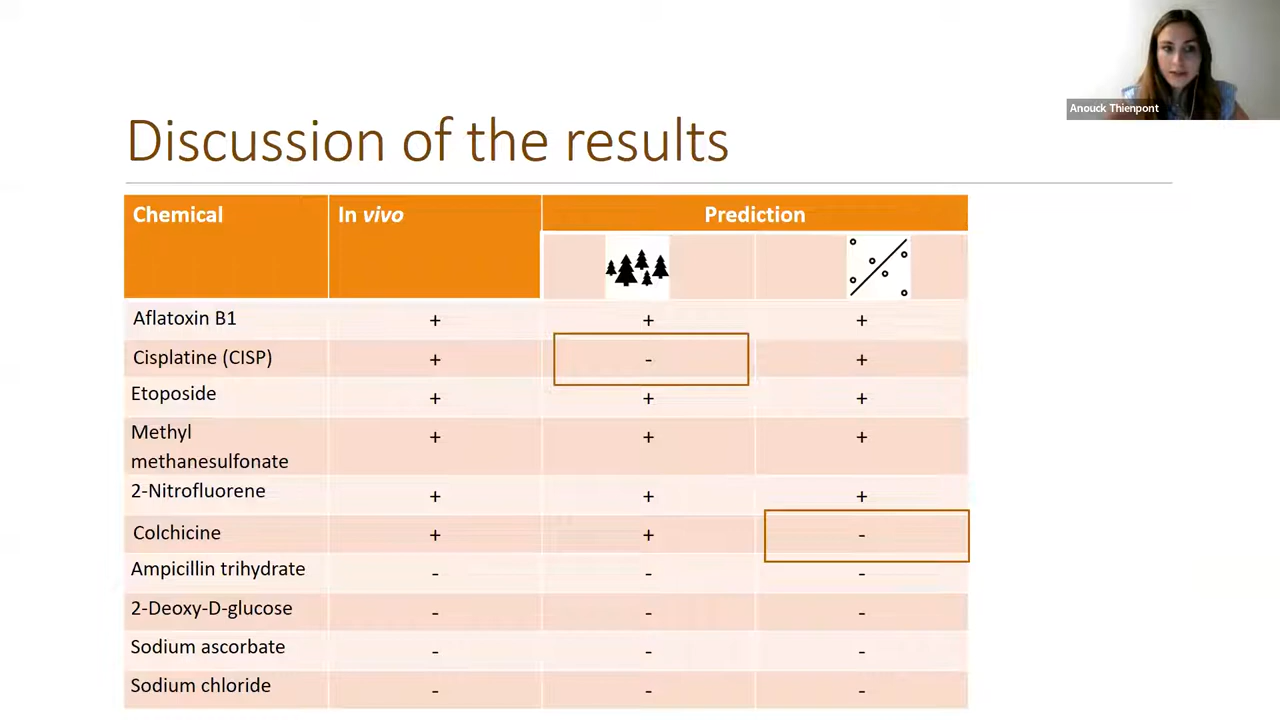 Anouck Thienpont
Discussion of the results
Chemical In vivo Prediction
Aflatoxin B1 + + +
Cisplatine (CISP) + - +
Etoposide + + +
Methyl
methanesulfonate + + +
2-Nitrofluorene + + +
Colchicine + + -
Ampicillin trihydrate - - -
2-Deoxy-D-glucose - - -
Sodium ascorbate - - -
Sodium chloride - - -